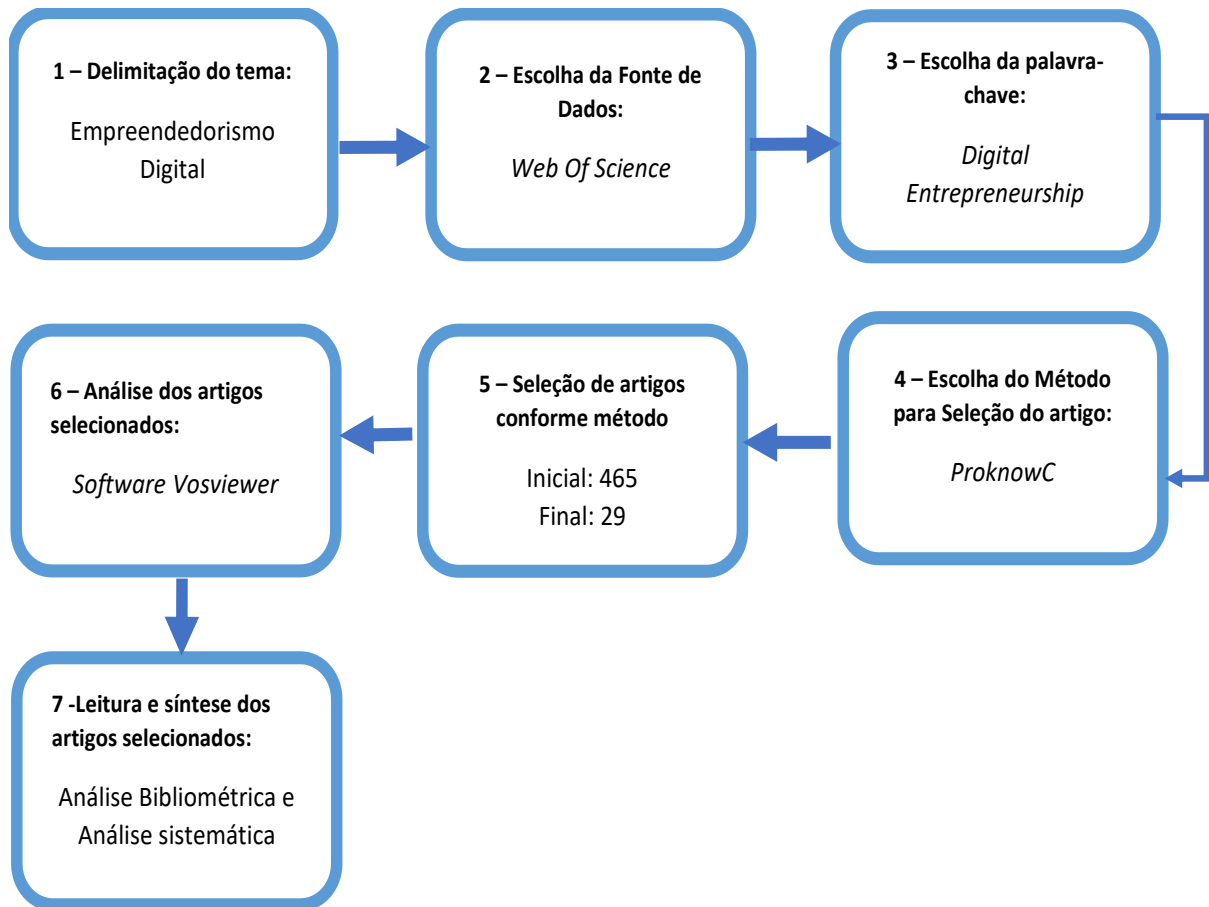 1 – Delimitação do tema:
Empreendedorismo
Digital
2 – Escolha da Fonte de
Dados:
Web Of Science
3 – Escolha da palavra-
chave:
Digital
Entrepreneurship
4 – Escolha do Método
para Seleção do artigo:
ProknowC
5 – Seleção de artigos
conforme método
Inicial: 465
Final: 29
6 – Análise dos artigos
selecionados:
Software Vosviewer
7 -Leitura e síntese dos
artigos selecionados:
Análise Bibliométrica e
Análise sistemática